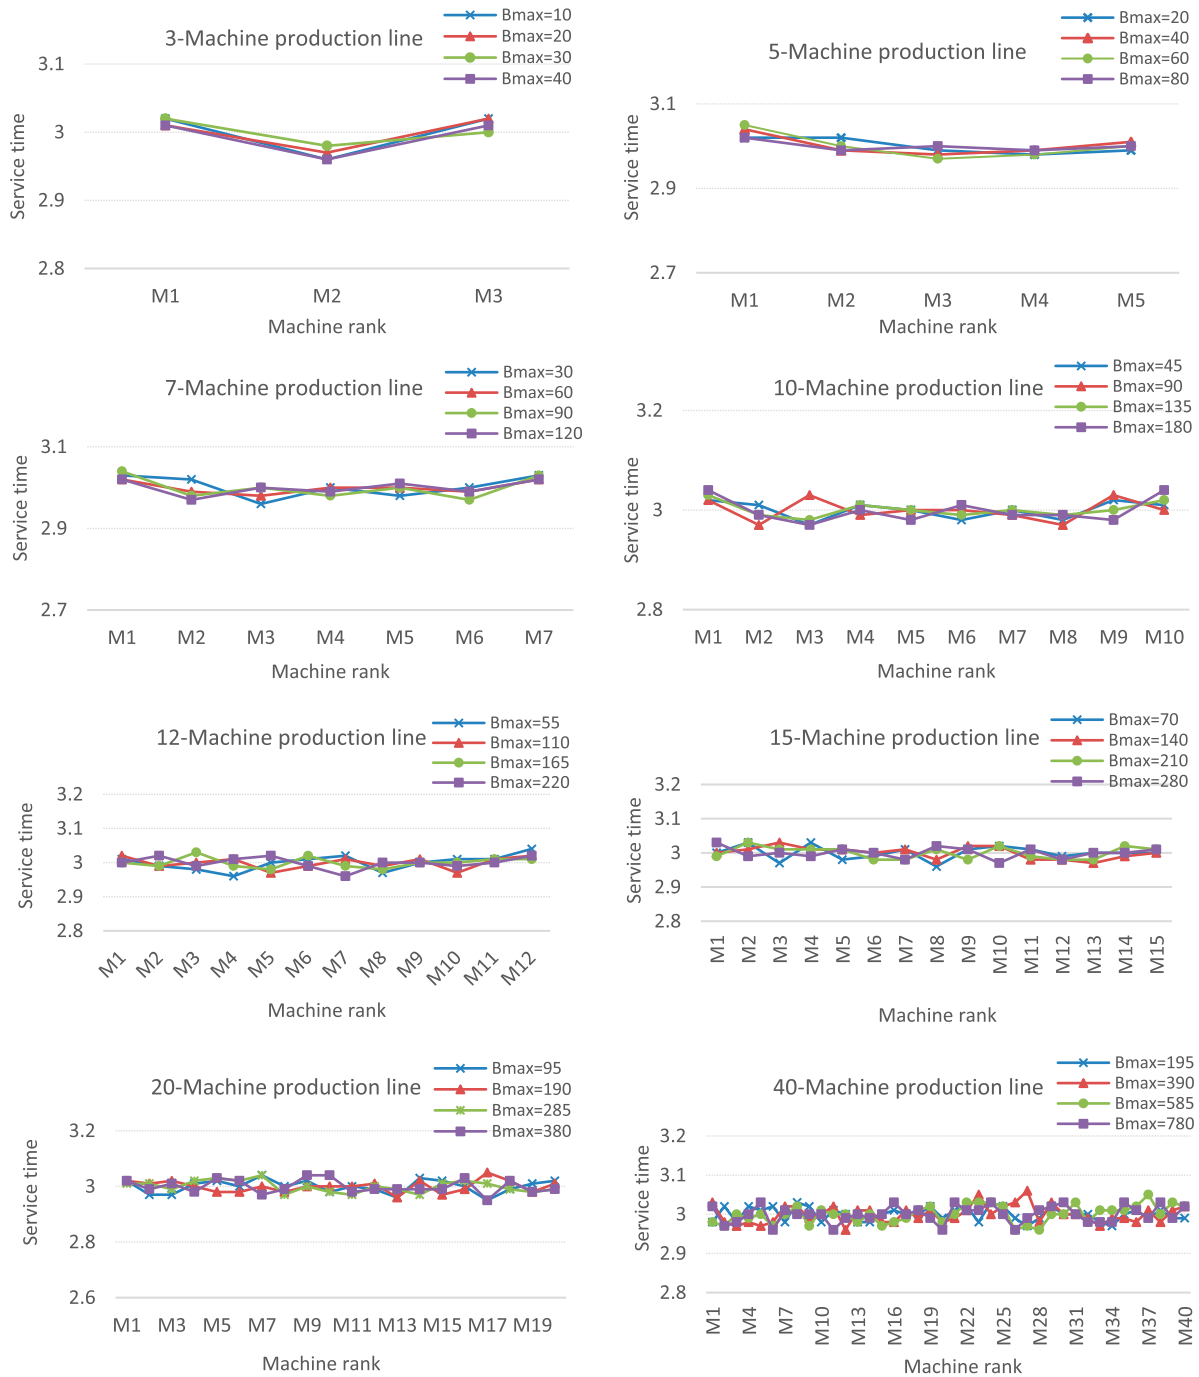 3-Machine production line
Bmax=10
Bmax=20
Bmax=30
Bmax=40
Service time
3.1
3
2.9
2.8
M1 M2 M3
Machine rank
5-Machine production line
Bmax=20
Bmax=40
Bmax=60
Bmax=80
Service time
3.1
2.9
2.7
M1 M2 M3 M4 M5
Machine rank
7-Machine production line
Bmax=30
Bmax=60
Bmax=90
Bmax=120
Service time
3.1
2.9
2.7
M1 M2 M3 M4 M5 M6 M7
Machine rank
10-Machine production line
Bmax=45
Bmax=90
Bmax=135
Bmax=180
Service time
3.2
3
2.8
M1 M2 M3 M4 M5 M6 M7 M8 M9 M10
Machine rank
12-Machine production line
Bmax=55
Bmax=110
Bmax=165
Bmax=220
Service time
3.2
3.1
3
2.9
2.8
M1 M2 M3 M4 M5 M6 M7 M8 M9 M10 M11 M12
Machine rank
15-Machine production line
Bmax=70
Bmax=140
Bmax=210
Bmax=280
Service time
3.2
3.1
3
2.9
2.8
M1 M2 M3 M4 M5 M6 M7 M8 M9 M10 M11 M12 M13 M14 M15
Machine rank
20-Machine production line
Bmax=95
Bmax=190
Bmax=285
Bmax=380
Service time
3.2
3
2.8
2.6
M1 M3 M5 M7 M9 M11 M13 M15 M17 M19
Machine rank
40-Machine production line
Bmax=195
Bmax=390
Bmax=585
Bmax=780
Service time
3.2
3.1
3
2.9
2.8
M1 M4 M7 M10 M13 M16 M19 M22 M25 M28 M31 M34 M37 M40
Machine rank